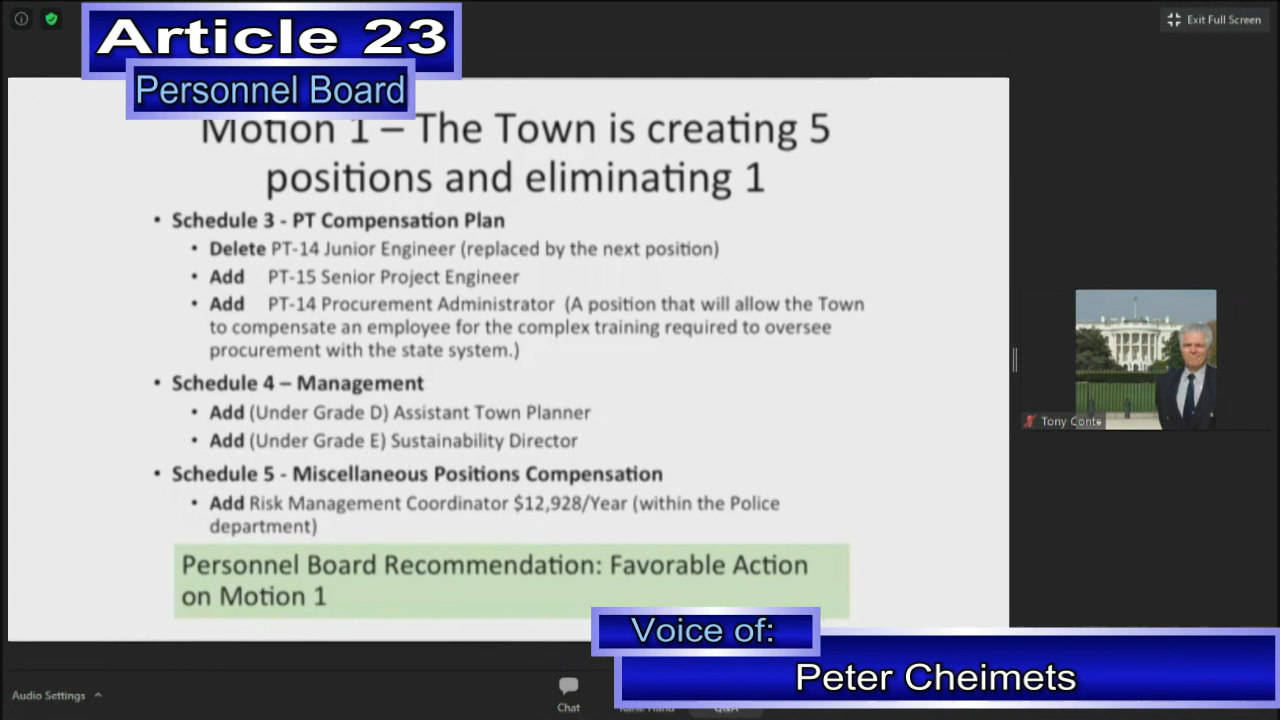 Article 23
Personnel Board
Exit Full Screen
Motion 1 – The Town is creating 5
positions and eliminating 1
• Schedule 3 - PT Compensation Plan
• Delete PT-14 Junior Engineer (replaced by the next position)
• Add PT-15 Senior Project Engineer
• Add PT-14 Procurement Administrator (A position that will allow the Town
to compensate an employee for the complex training required to oversee
procurement with the state system.)
• Schedule 4 – Management
• Add (Under Grade D) Assistant Town Planner
• Add (Under Grade E) Sustainability Director
• Schedule 5 - Miscellaneous Positions Compensation
• Add Risk Management Coordinator $12,928/Year (within the Police
department)
Personnel Board Recommendation: Favorable Action
on Motion 1
Tony Conte
Voice of:
Peter Cheimets
Audio Settings
Chat